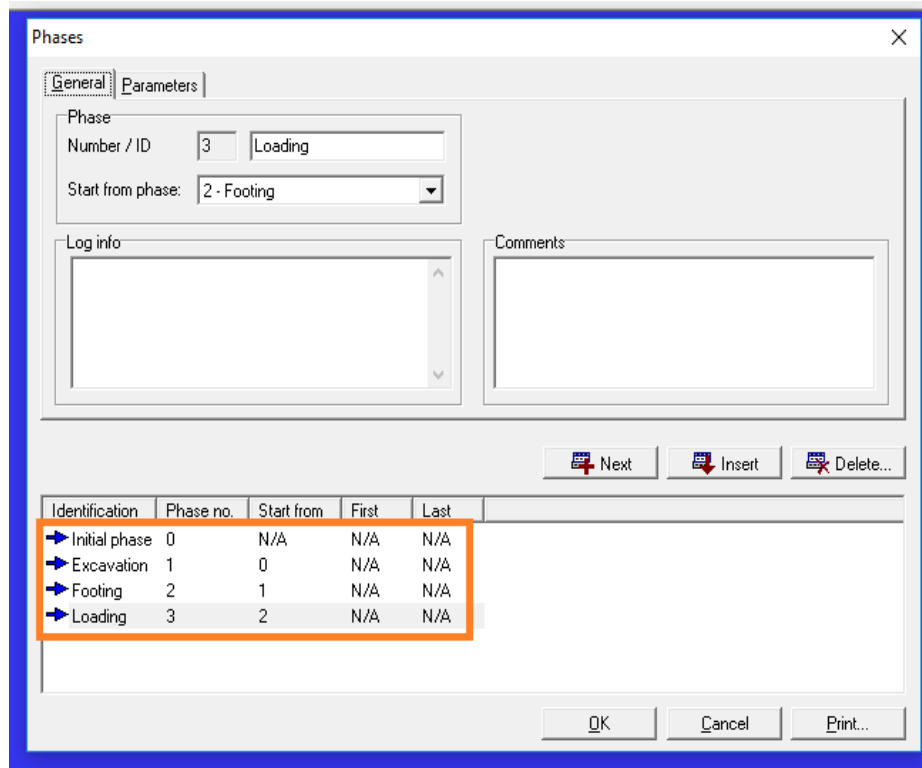 Phases
General Parameters
Phase
Number / ID 3 Loading
Start from phase: 2 - Footing
Log info Comments
Next Insert Delete...
Identification Phase no. Start from First Last
Initial phase 0 N/A N/A N/A
Excavation 1 0 N/A N/A
Footing 2 1 N/A N/A
Loading 3 2 N/A N/A
OK Cancel Print...